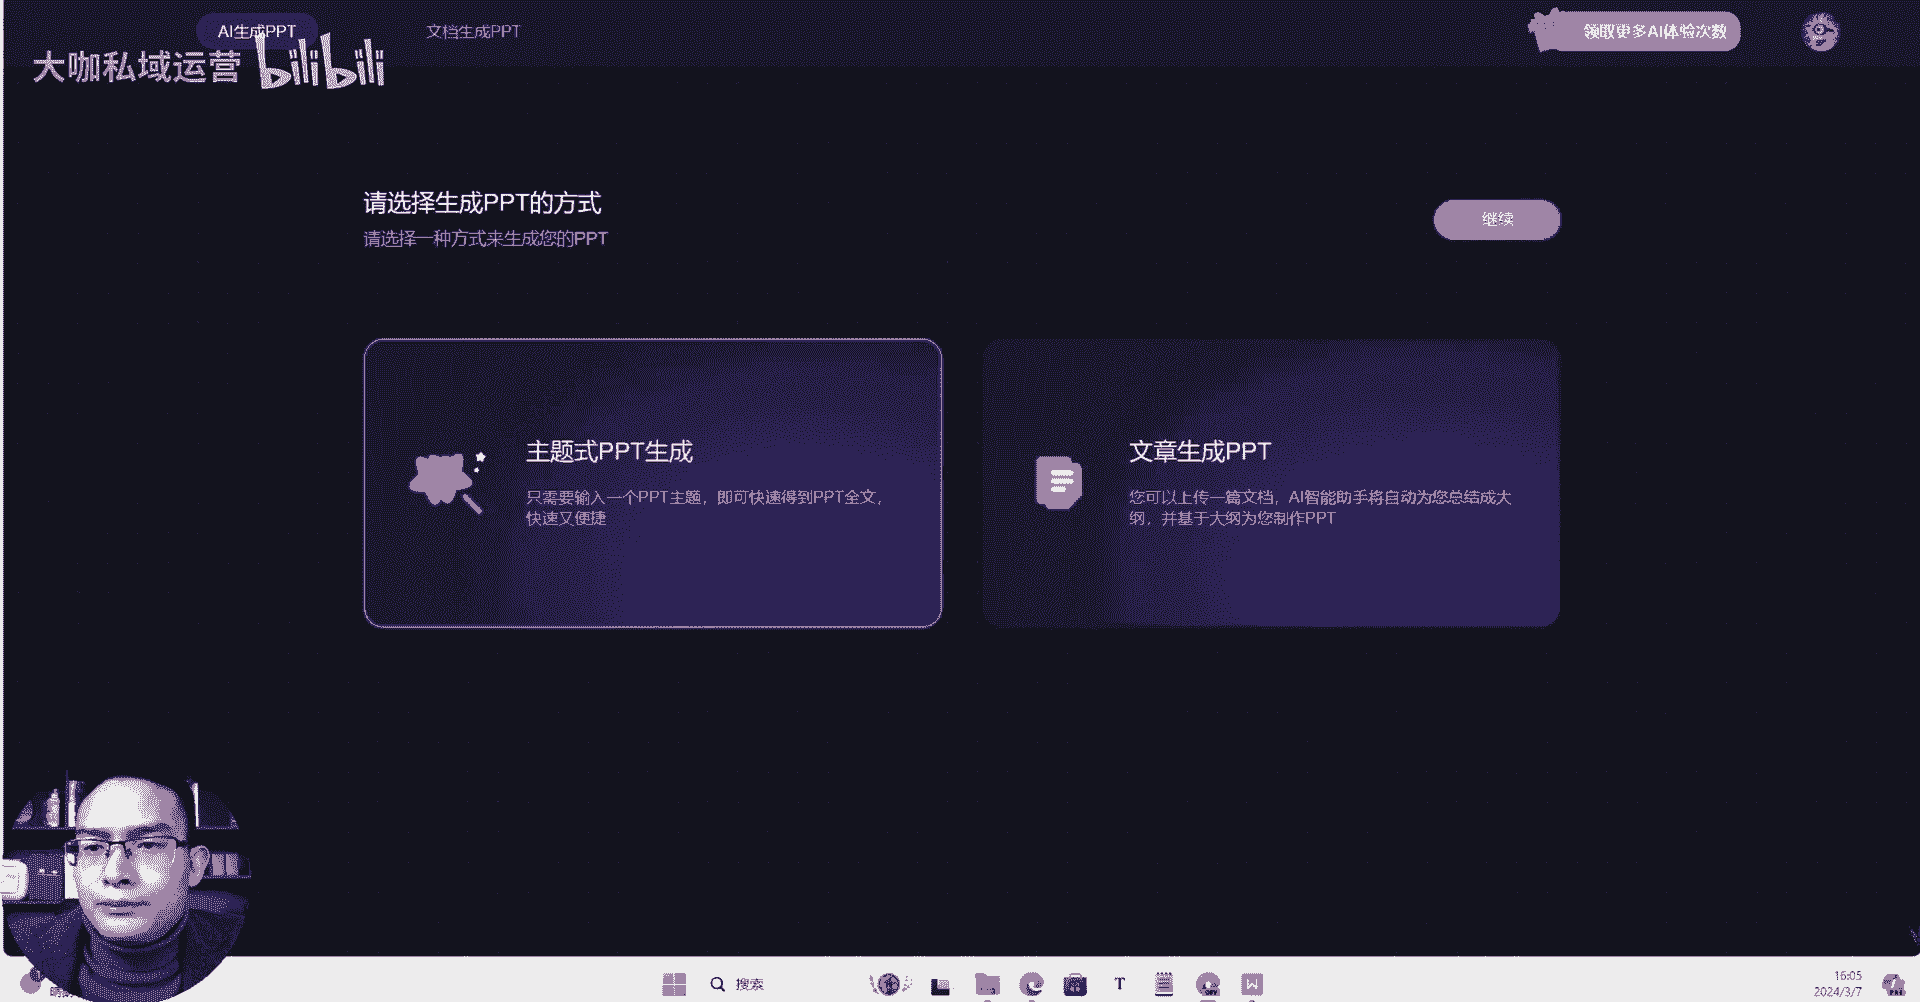 AI生成PPT
文档生成PPT
领取更多AI体验次数
大咖私域运营
bilibili
请选择生成PPT的方式
请选择一种方式来生成您的PPT
继续
主题式PPT生成
只需要输入一个PPT主题，即可快速得到PPT全文，
快速又便捷
文章生成PPT
您可以上传一篇文档，AI智能助手将自动为您总结成大
纲，并基于大纲为您制作PPT
搜索
16:05
2024/3/7